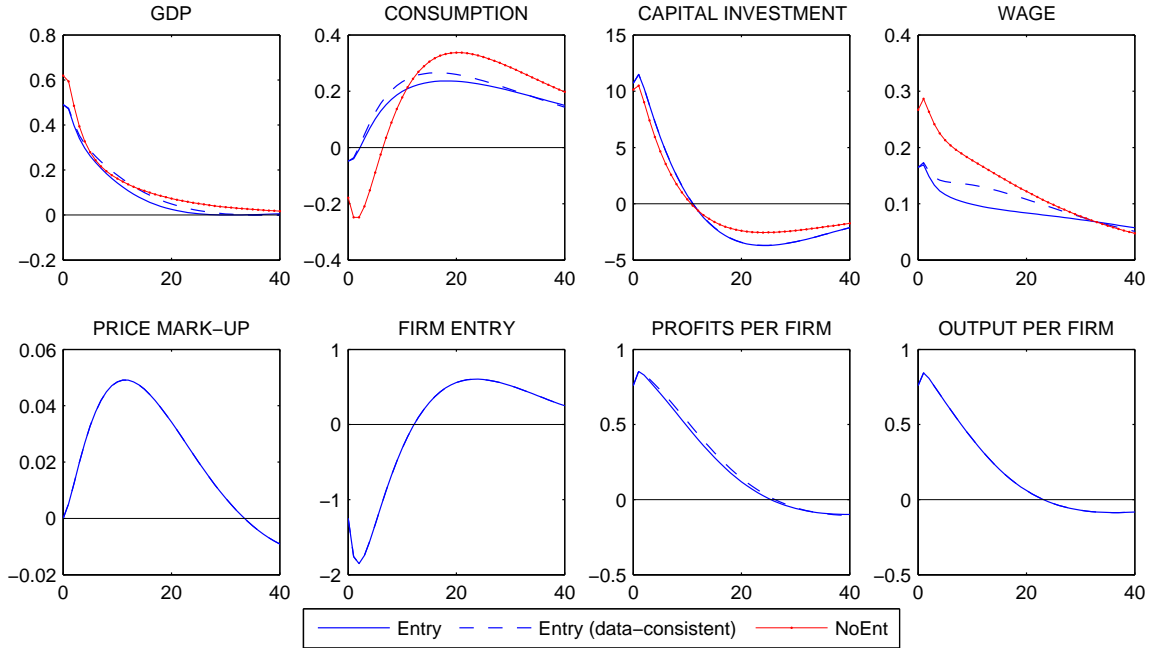 GDP
CONSUMPTION
CAPITAL INVESTMENT
WAGE
0.8
0.6
0.4
0.2
0
−0.2
0 20 40
0.4
0.2
0
−0.2
−0.4
0 20 40
15
10
5
0
−5
0 20 40
0.4
0.3
0.2
0.1
0
0 20 40
PRICE MARK−UP
FIRM ENTRY
PROFITS PER FIRM
OUTPUT PER FIRM
0.06
0.04
0.02
0
−0.02
0 20 40
1
0
−1
−2
0 20 40
1
0.5
0
−0.5
0 20 40
1
0.5
0
−0.5
0 20 40
Entry
Entry (data−consistent)
NoEnt